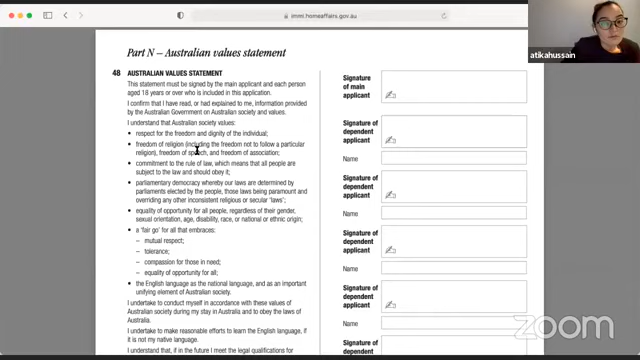 immi.homeaffairs.gov.au
atikahussain
Part N – Australian values statement
48 AUSTRALIAN VALUES STATEMENT
This statement must be signed by the main applicant and each person
aged 18 years or over who is included in this application.
I confirm that I have read, or had explained to me, information provided
by the Australian Government on Australian society and values.
I understand that Australian society values:
• respect for the freedom and dignity of the individual;
• freedom of religion (including the freedom not to follow a particular
religion), freedom of speech, and freedom of association;
• commitment to the rule of law, which means that all people are
subject to the law and should obey it;
• parliamentary democracy whereby our laws are determined by
parliaments elected by the people, those laws being paramount and
overriding any other inconsistent religious or secular 'laws';
• equality of opportunity for all people, regardless of their gender,
sexual orientation, age, disability, race, or national or ethnic origin;
• a 'fair go' for all that embraces:
– mutual respect;
– tolerance;
– compassion for those in need;
– equality of opportunity for all;
• the English language as the national language, and as an important
unifying element of Australian society.
I undertake to conduct myself in accordance with these values of
Australian society during my stay in Australia and to obey the laws of
Australia.
I undertake to make reasonable efforts to learn the English language, if
it is not my native language.
I understand that, if in the future I meet the legal qualifications for
Signature
of main
applicant
Signature of
dependent
applicant
Name
Signature of
dependent
applicant
Name
Signature of
dependent
applicant
Name
Signature of
dependent
applicant
Name
Signature of
dependent
zoom